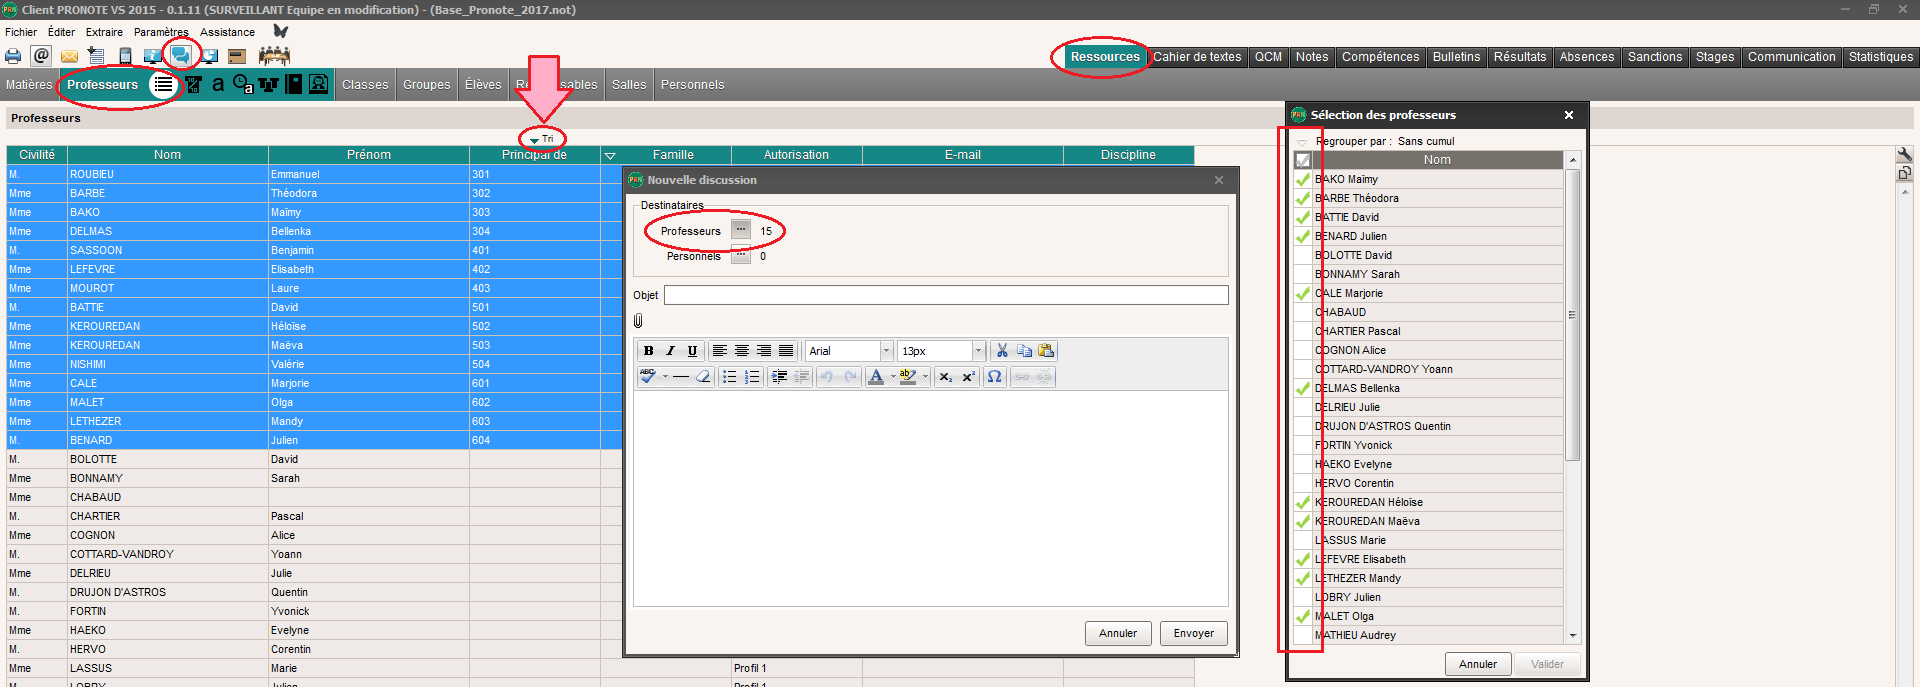 Client PRONOTE VS 2015 - 0.1.11 (SURVEILLANT Equipe en modification) - (Base_Pronote_2017.not)
Fichier Éditer Extraire Paramètres Assistance
Ressources Cahier de textes QCM Notes Compétences Bulletins Résultats Absences Sanctions Stages Communication Statistiques
Matières Professeurs Classes Groupes Élèves Salles Personnels
Professeurs
Tri
Civilité Nom Prénom Principal de Famille Autorisation E-mail Discipline
M. ROUBIEU Emmanuel 301
Mme BARBE Théodora 302
Mme BAKO Maïmy 303
Mme DELMAS Bellenka 304
M. SASSOON Benjamin 401
Mme LEFEVRE Elisabeth 402
Mme MOUROT Laure 403
M. BATTIE David 501
Mme KEROUREDAN Héloïse 502
Mme KEROUREDAN Maëva 503
Mme NISHIMI Valérie 504
Mme CALE Marjorie 601
Mme MALET Olga 602
Mme LETHEZER Mandy 603
M. BENARD Julien 604
M. BOLOTTE David
Mme BONNAMY Sarah
Mme CHABAUD
M. CHARTIER Pascal
Mme COGNON Alice
M. COTTARD-VANDROY Yoann
Mme DELRIEU Julie
M. DRUJON D'ASTROS Quentin
M. FORTIN Yvonick
Mme HAEKO Evelyne
M. HERVO Corentin
Mme LASSUS Marie Profil 1
M. LOBRY Julien Profil 1
Nouvelle discussion
Destinataires
Professeurs ... 15
Personnels ... 0
Objet
B I U Arial 13px
ABC A ab x₂ x² Ω
Annuler Envoyer
Sélection des professeurs
Regrouper par : Sans cumul
Nom
BAKO Maïmy
BARBE Théodora
BATTIE David
BENARD Julien
BOLOTTE David
BONNAMY Sarah
CALE Marjorie
CHABAUD
CHARTIER Pascal
COGNON Alice
COTTARD-VANDROY Yoann
DELMAS Bellenka
DELRIEU Julie
DRUJON D'ASTROS Quentin
FORTIN Yvonick
HAEKO Evelyne
HERVO Corentin
KEROUREDAN Héloïse
KEROUREDAN Maëva
LASSUS Marie
LEFEVRE Elisabeth
LETHEZER Mandy
LOBRY Julien
MALET Olga
MATHIEU Audrey
Annuler Valider